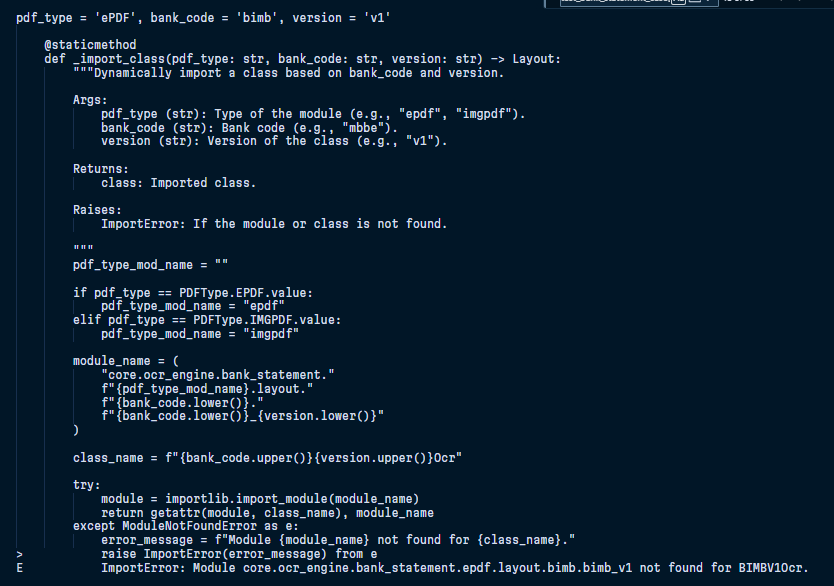 pdf_type = 'ePDF', bank_code = 'bimb', version = 'v1'
@staticmethod
def _import_class(pdf_type: str, bank_code: str, version: str) -> Layout:
"""Dynamically import a class based on bank_code and version.
Args:
pdf_type (str): Type of the module (e.g., "epdf", "imgpdf").
bank_code (str): Bank code (e.g., "mbbe").
version (str): Version of the class (e.g., "v1").
Returns:
class: Imported class.
Raises:
ImportError: If the module or class is not found.
"""
pdf_type_mod_name = ""
if pdf_type == PDFType.EPDF.value:
pdf_type_mod_name = "epdf"
elif pdf_type == PDFType.IMGPDF.value:
pdf_type_mod_name = "imgpdf"
module_name = (
"core.ocr_engine.bank_statement."
f"{pdf_type_mod_name}.layout."
f"{bank_code.lower()}."
f"{bank_code.lower()}_{version.lower()}"
)
class_name = f"{bank_code.upper()}{version.upper()}Ocr"
try:
module = importlib.import_module(module_name)
return getattr(module, class_name), module_name
except ModuleNotFoundError as e:
error_message = f"Module {module_name} not found for {class_name}."
> raise ImportError(error_message) from e
E ImportError: Module core.ocr_engine.bank_statement.epdf.layout.bimb.bimb_v1 not found for BIMBV1Ocr.